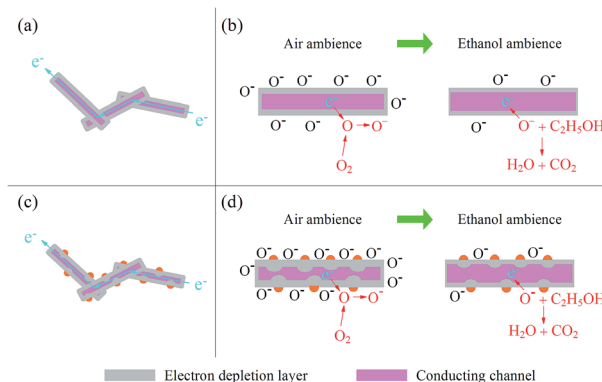 (a)
e⁻
e⁻
(b)
Air ambience
Ethanol ambience
O⁻ O⁻ O⁻ O⁻
O⁻
e⁻
O⁻
O⁻ O⁻
O O⁻
O₂
O⁻ O⁻
e⁻
O⁻
O⁻ + C₂H₅OH
H₂O + CO₂
(c)
e⁻
e⁻
(d)
Air ambience
Ethanol ambience
O⁻ O⁻ O⁻ O⁻
O⁻
e⁻
O⁻
O⁻ O⁻
O O⁻
O₂
O⁻ O⁻
e⁻
O⁻
O⁻ + C₂H₅OH
H₂O + CO₂
Electron depletion layer
Conducting channel